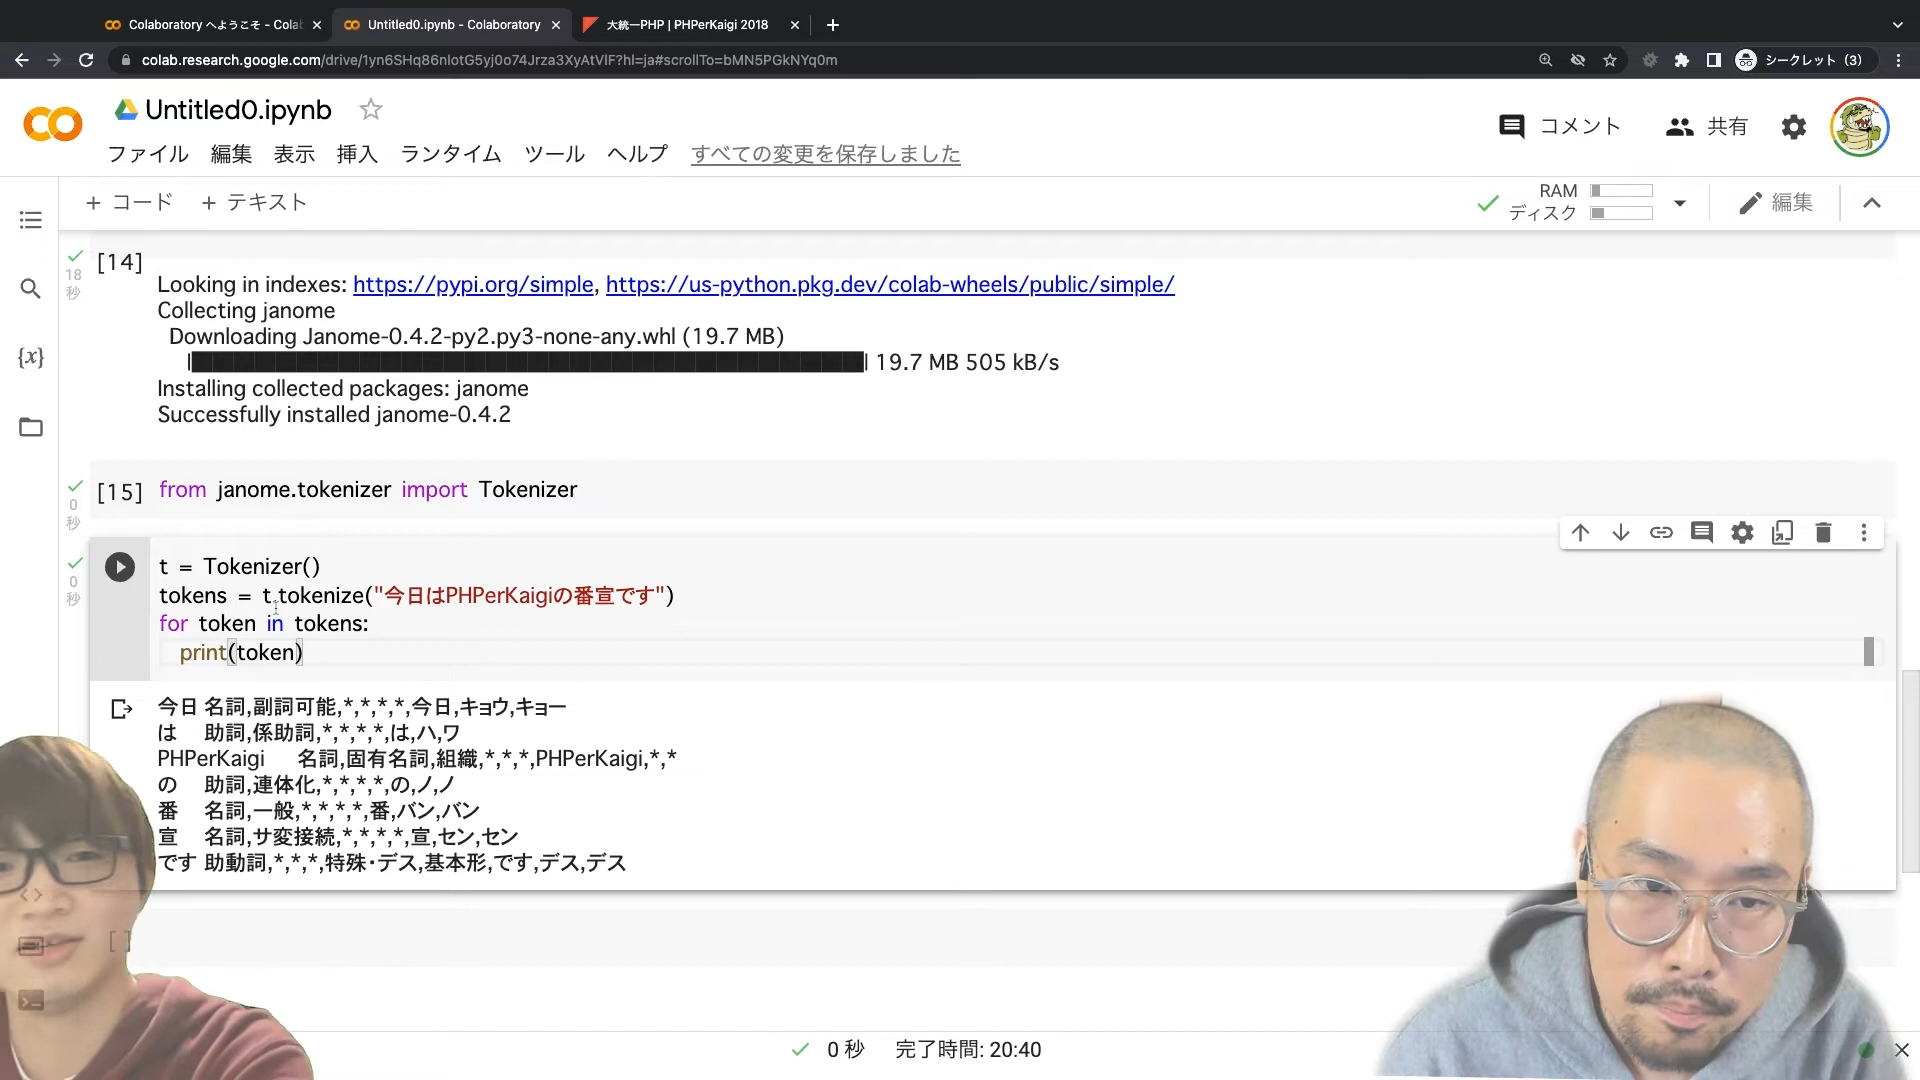 Colaboratory へようこそ - Colab
Untitled0.ipynb - Colaboratory
大統一PHP | PHPerKaigi 2018
colab.research.google.com/drive/1yn6SHq86nlotG5yj0o74Jrza3XyAtVlF?hl=ja#scrollTo=bMN5PGkNYq0m
シークレット (3)
Untitled0.ipynb
コメント
共有
ファイル 編集 表示 挿入 ランタイム ツール ヘルプ すべての変更を保存しました
+ コード + テキスト
RAM
ディスク
編集
[14]
18
秒
Looking in indexes: https://pypi.org/simple, https://us-python.pkg.dev/colab-wheels/public/simple/
Collecting janome
Downloading Janome-0.4.2-py2.py3-none-any.whl (19.7 MB)
19.7 MB 505 kB/s
Installing collected packages: janome
Successfully installed janome-0.4.2
[15] from janome.tokenizer import Tokenizer
0
秒
t = Tokenizer()
0
秒
tokens = t.tokenize("今日はPHPerKaigiの番宣です")
for token in tokens:
print(token)
今日 名詞,副詞可能,*,*,*,*,今日,キョウ,キョー
は 助詞,係助詞,*,*,*,*,は,ハ,ワ
PHPerKaigi 名詞,固有名詞,組織,*,*,*,PHPerKaigi,*,*
の 助詞,連体化,*,*,*,*,の,ノ,ノ
番 名詞,一般,*,*,*,*,番,バン,バン
宣 名詞,サ変接続,*,*,*,*,宣,セン,セン
です 助動詞,*,*,*,特殊・デス,基本形,です,デス,デス
[ ]
0 秒 完了時間: 20:40